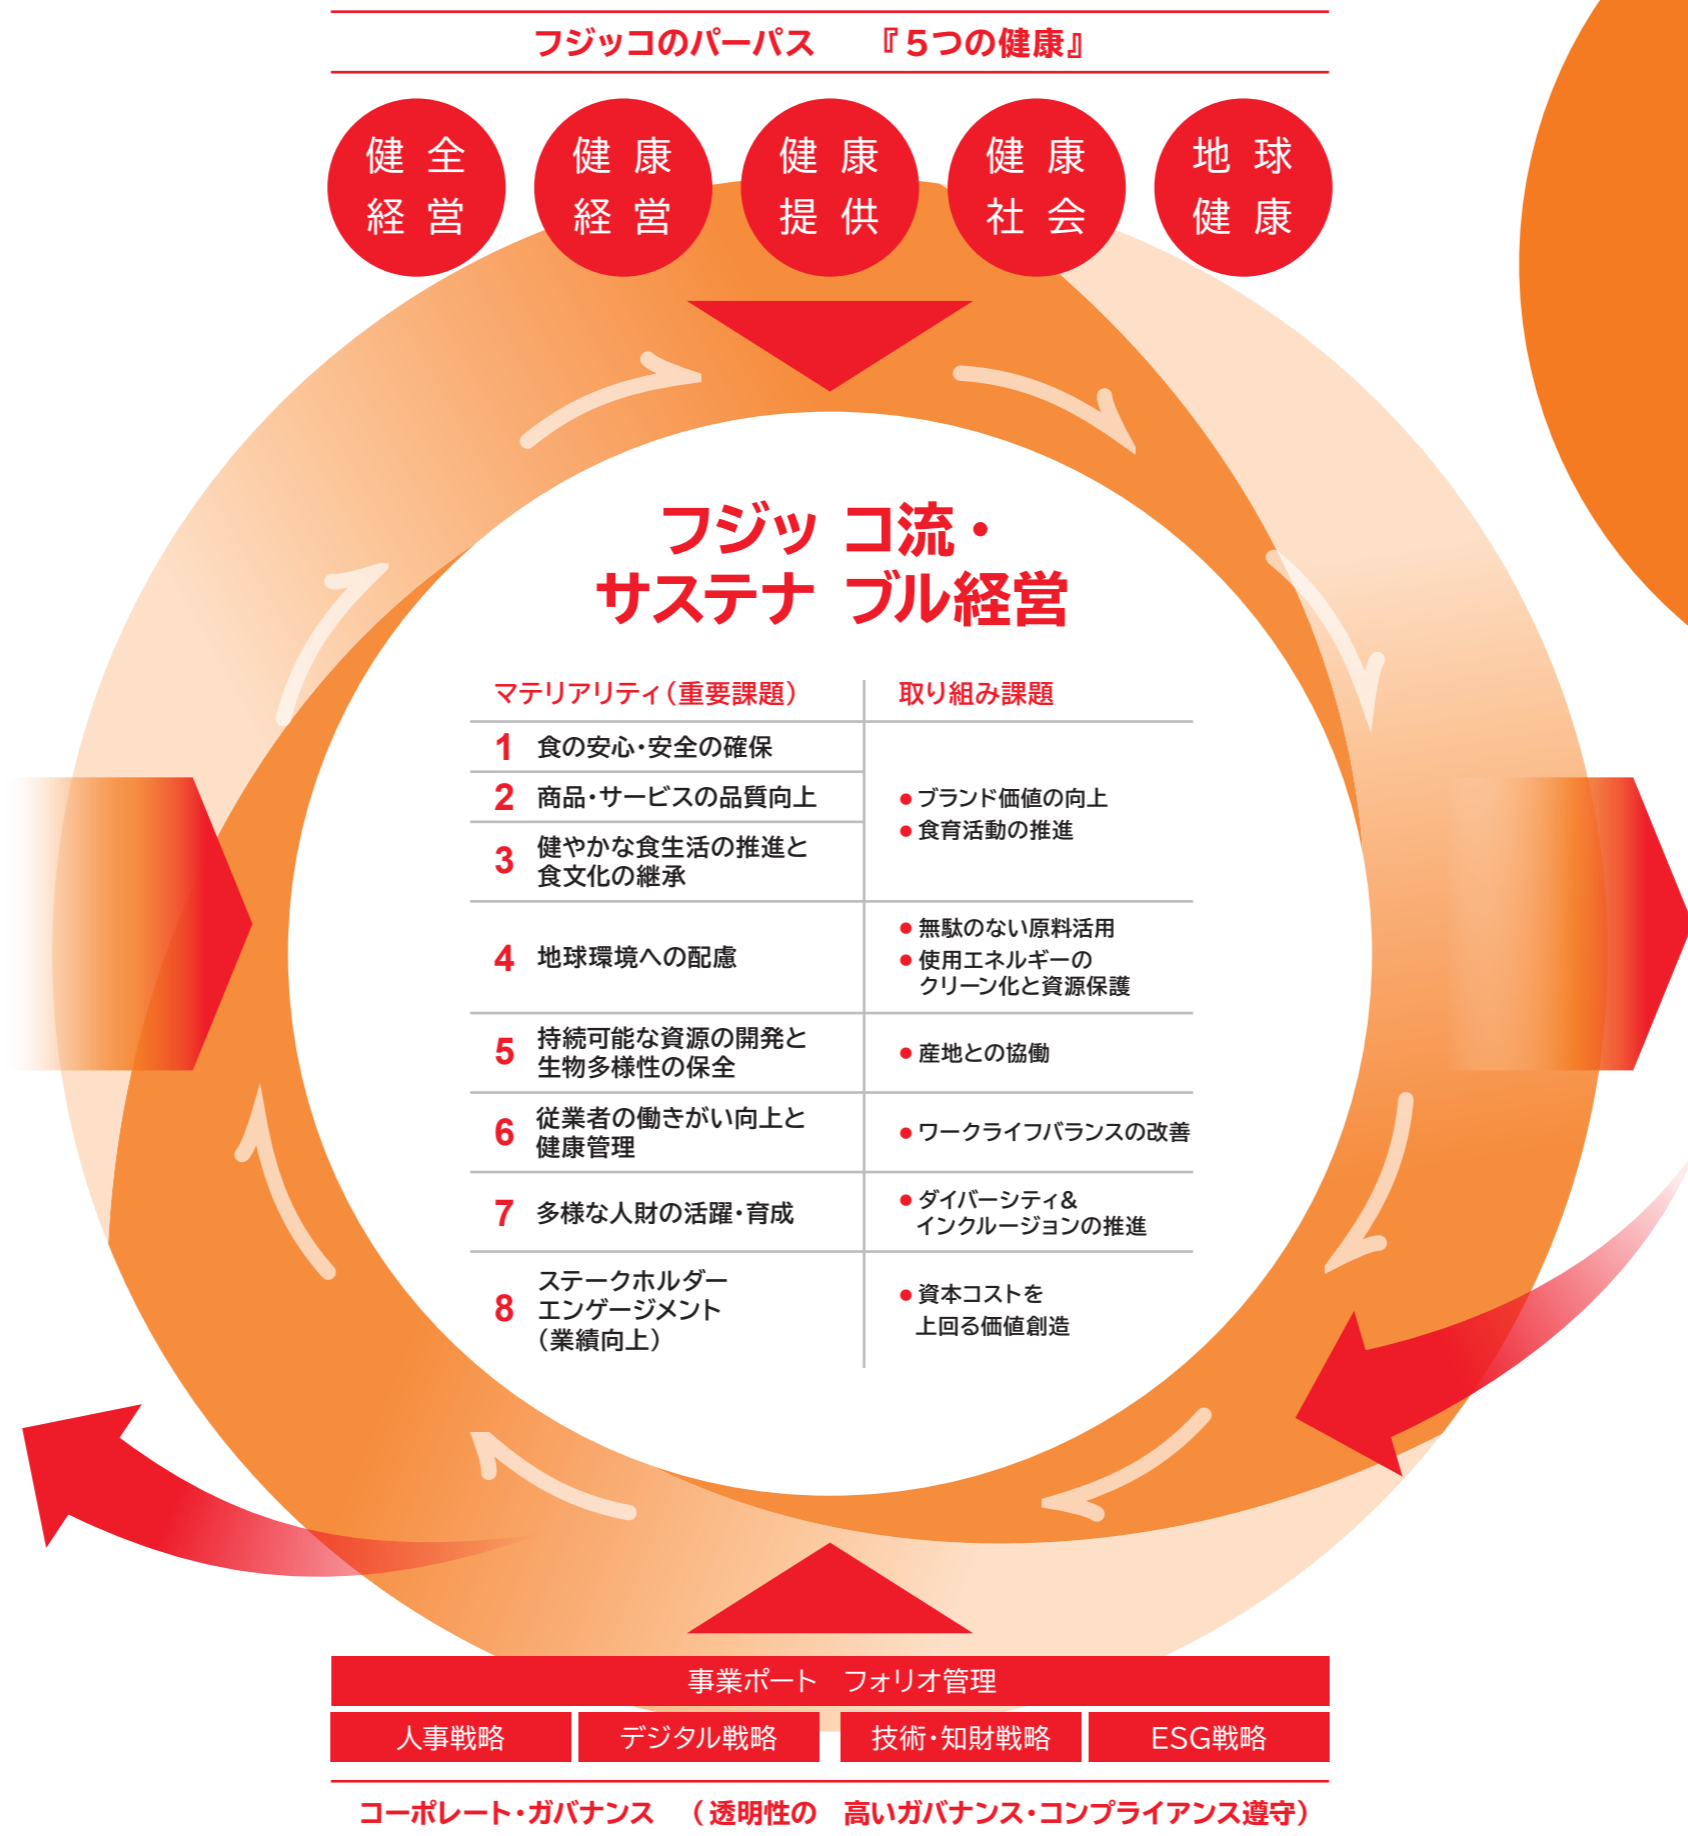 フジッコのパーパス 『5つの健康』
健全
経営
健康
経営
健康
提供
健康
社会
地球
健康
フジッ コ流・
サステナ ブル経営
マテリアリティ（重要課題） 取り組み課題
1 食の安心・安全の確保
2 商品・サービスの品質向上
3 健やかな食生活の推進と
食文化の継承
● ブランド価値の向上
● 食育活動の推進
4 地球環境への配慮
● 無駄のない原料活用
● 使用エネルギーの
クリーン化と資源保護
5 持続可能な資源の開発と
生物多様性の保全
● 産地との協働
6 従業者の働きがい向上と
健康管理
● ワークライフバランスの改善
7 多様な人財の活躍・育成
● ダイバーシティ&
インクルージョンの推進
8 ステークホルダー
エンゲージメント
（業績向上）
● 資本コストを
上回る価値創造
事業ポート フォリオ管理
人事戦略 デジタル戦略 技術・知財戦略 ESG戦略
コーポレート・ガバナンス （透明性の 高いガバナンス・コンプライアンス遵守）